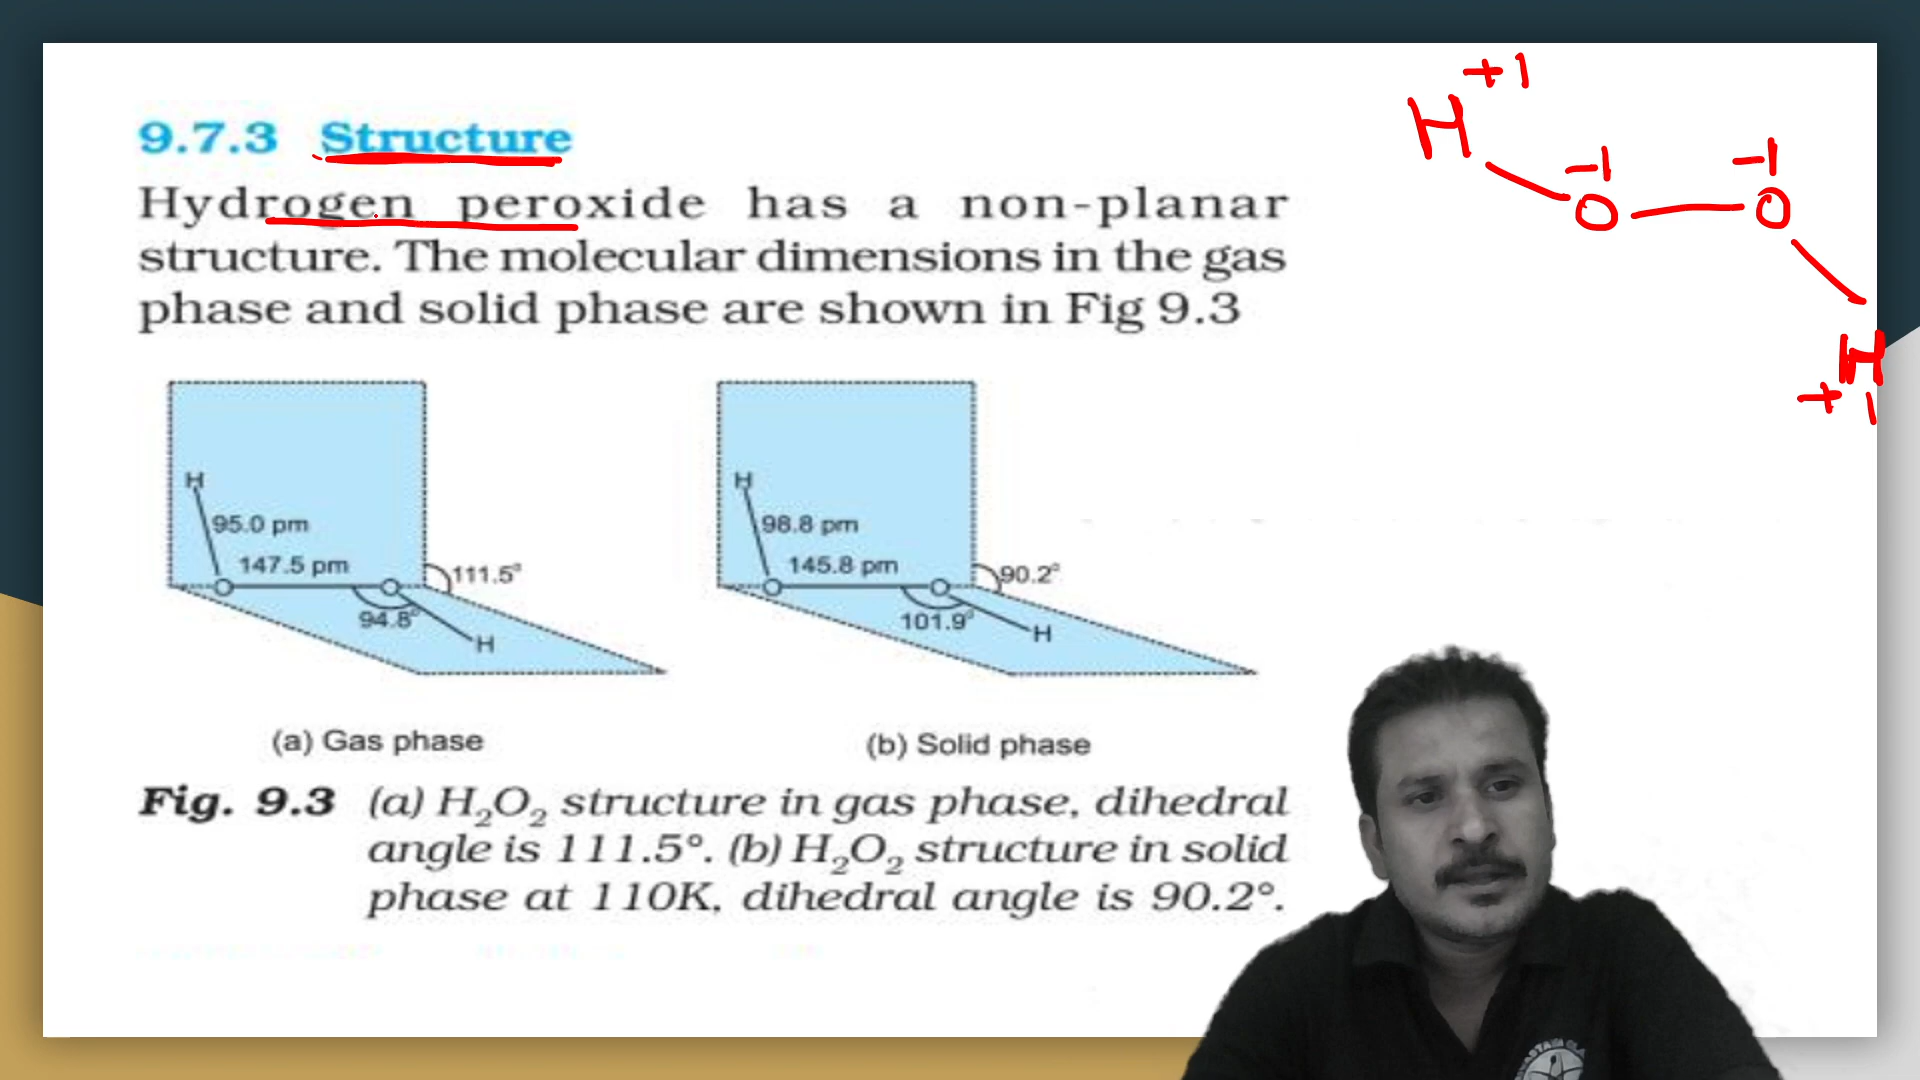 9.7.3 Structure
Hydrogen peroxide has a non-planar
structure. The molecular dimensions in the gas
phase and solid phase are shown in Fig 9.3
H
95.0 pm
147.5 pm
111.5°
94.8°
H
(a) Gas phase
H
98.8 pm
145.8 pm
90.2°
101.9°
H
(b) Solid phase
Fig. 9.3 (a) H₂O₂ structure in gas phase, dihedral
angle is 111.5°. (b) H₂O₂ structure in solid
phase at 110K, dihedral angle is 90.2°.
+1
H
-1 -1
O O
H
+1